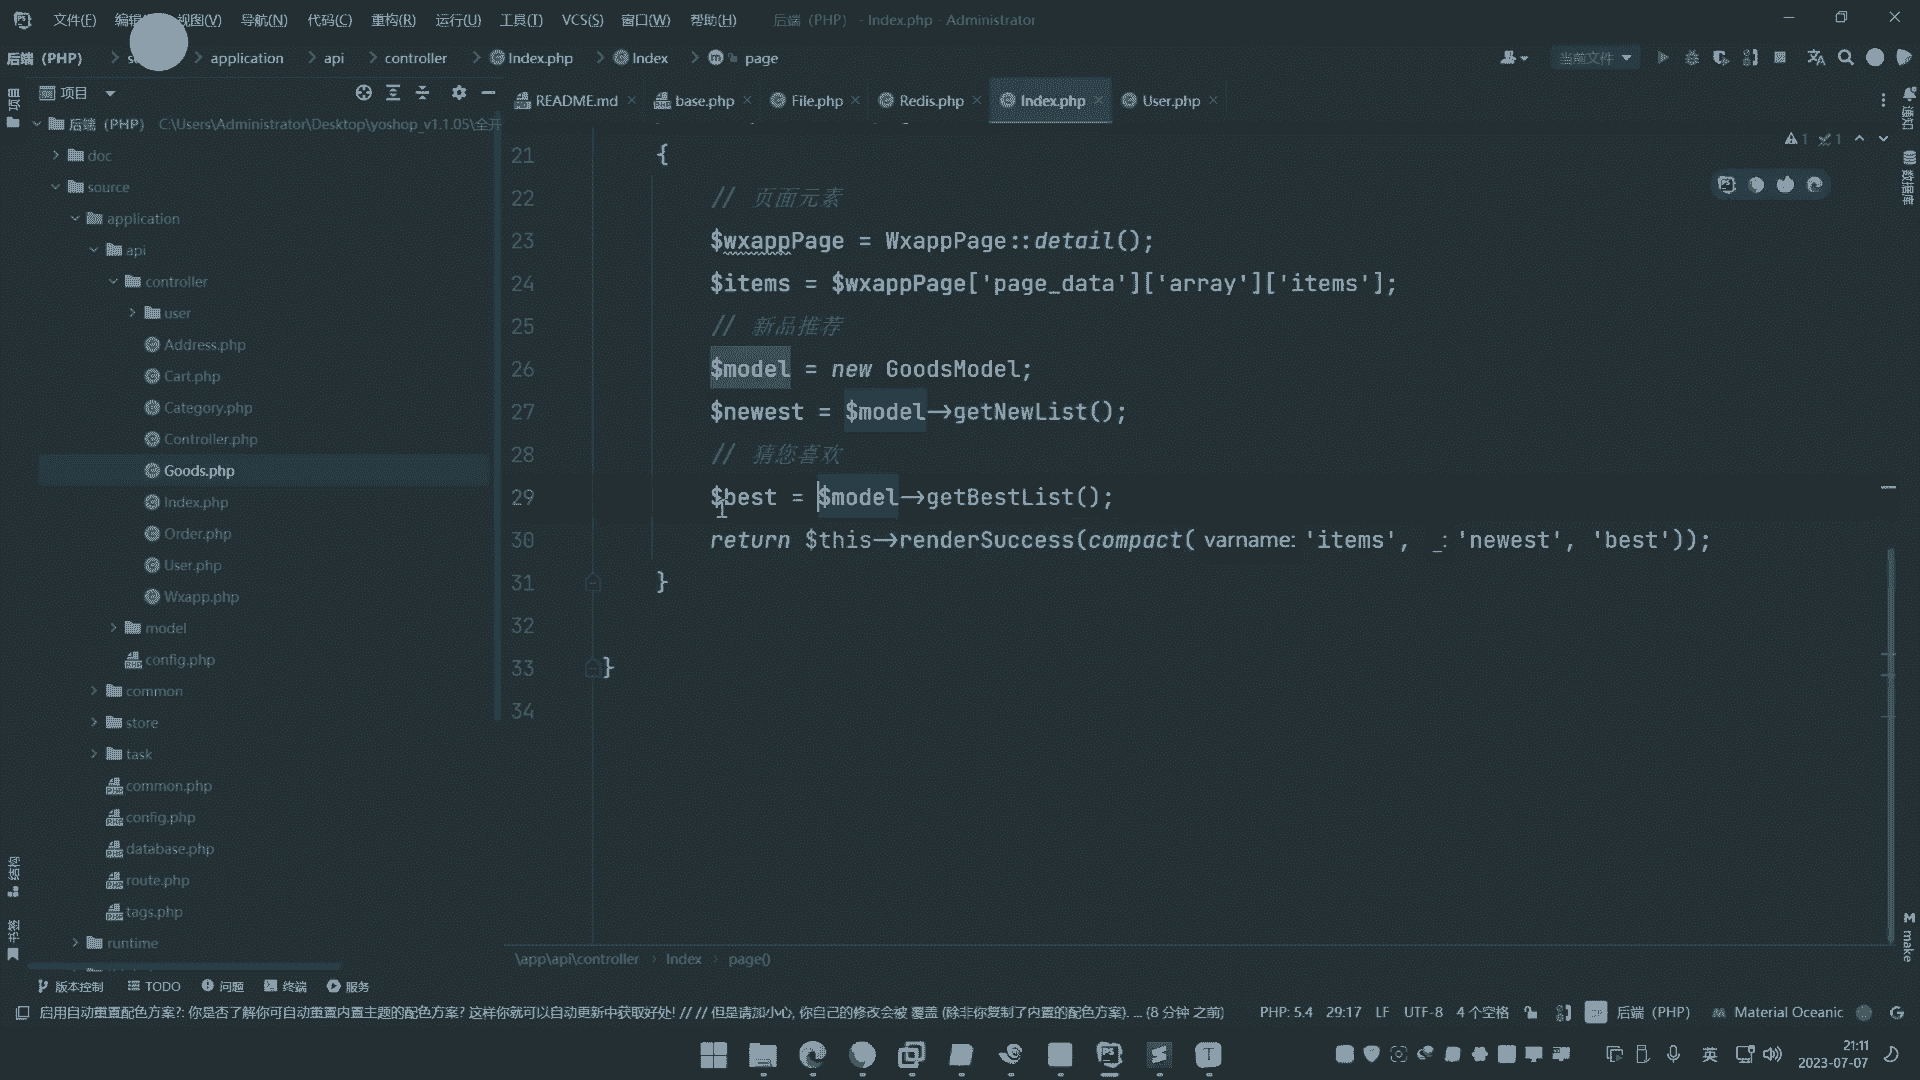 文件(F) 视图(V) 导航(N) 代码(C) 重构(R) 运行(U) 工具(T) VCS(S) 窗口(W) 帮助(H) 后端 (PHP) - Index.php - Administrator
后端 (PHP) application api controller Index.php Index page 当前文件
项目
README.md base.php File.php Redis.php Index.php User.php
后端 (PHP) C:\Users\Administrator\Desktop\yoshop_v1.1.05\全开
doc
source
application
api
controller
user
Address.php
Cart.php
Category.php
Controller.php
Goods.php
Index.php
Order.php
User.php
Wxapp.php
model
config.php
common
store
task
common.php
config.php
database.php
route.php
tags.php
runtime
1 1
21 {
22 // 页面元素
23 $wxappPage = WxappPage::detail();
24 $items = $wxappPage['page_data']['array']['items'];
25 // 新品推荐
26 $model = new GoodsModel;
27 $newest = $model->getNewList();
28 // 猜您喜欢
29 $best = $model->getBestList();
30 return $this->renderSuccess(compact( varname: 'items', _: 'newest', 'best'));
31 }
32
33 }
34
\app\api\controller › Index › page()
项目
结构
书签
通知
数据库
M make
版本控制 TODO 问题 终端 服务
启用自动重置配色方案?: 你是否了解你可自动重置内置主题的配色方案? 这样你就可以自动更新中获取好处! // // 但是请加小心, 你自己的修改会被 覆盖 (除非你复制了内置的配色方案). ... (8 分钟 之前) PHP: 5.4 29:17 LF UTF-8 4 个空格 后端 (PHP) Material Oceanic
英 21:11
2023-07-07